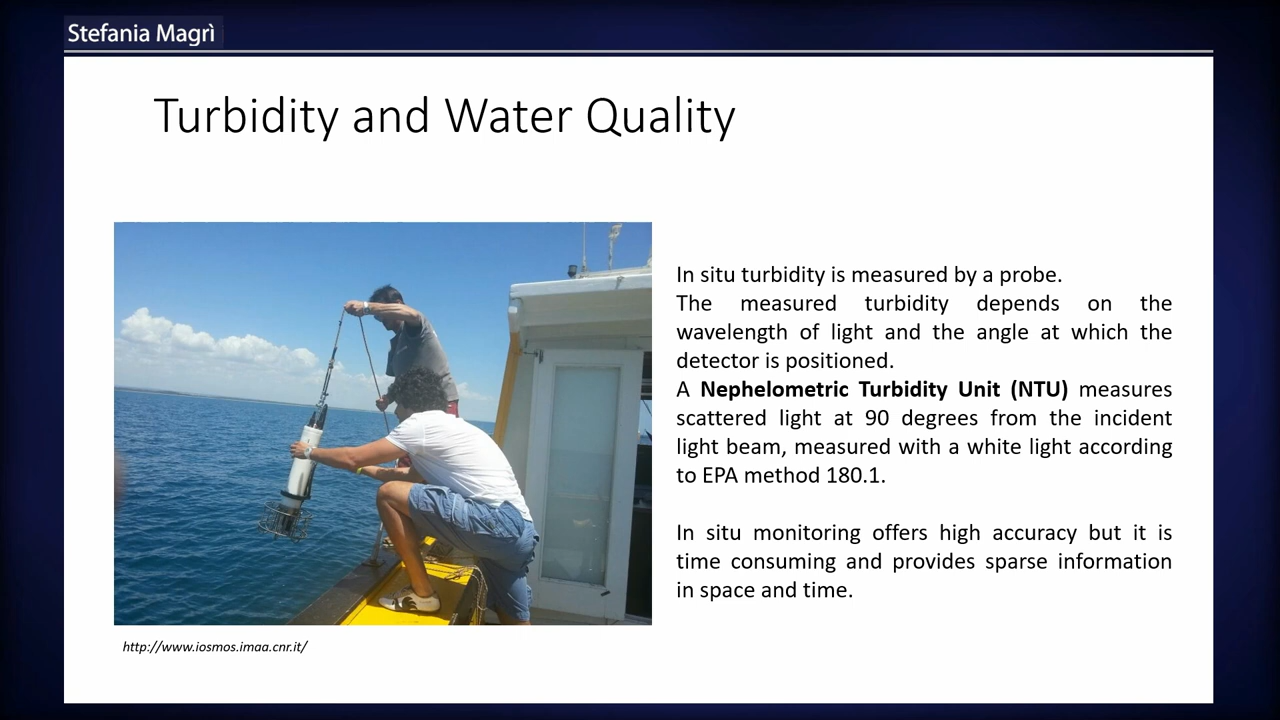 Stefania Magrì
Turbidity and Water Quality
In situ turbidity is measured by a probe.
The measured turbidity depends on the
wavelength of light and the angle at which the
detector is positioned.
A Nephelometric Turbidity Unit (NTU) measures
scattered light at 90 degrees from the incident
light beam, measured with a white light according
to EPA method 180.1.
In situ monitoring offers high accuracy but it is
time consuming and provides sparse information
in space and time.
http://www.iosmos.imaa.cnr.it/